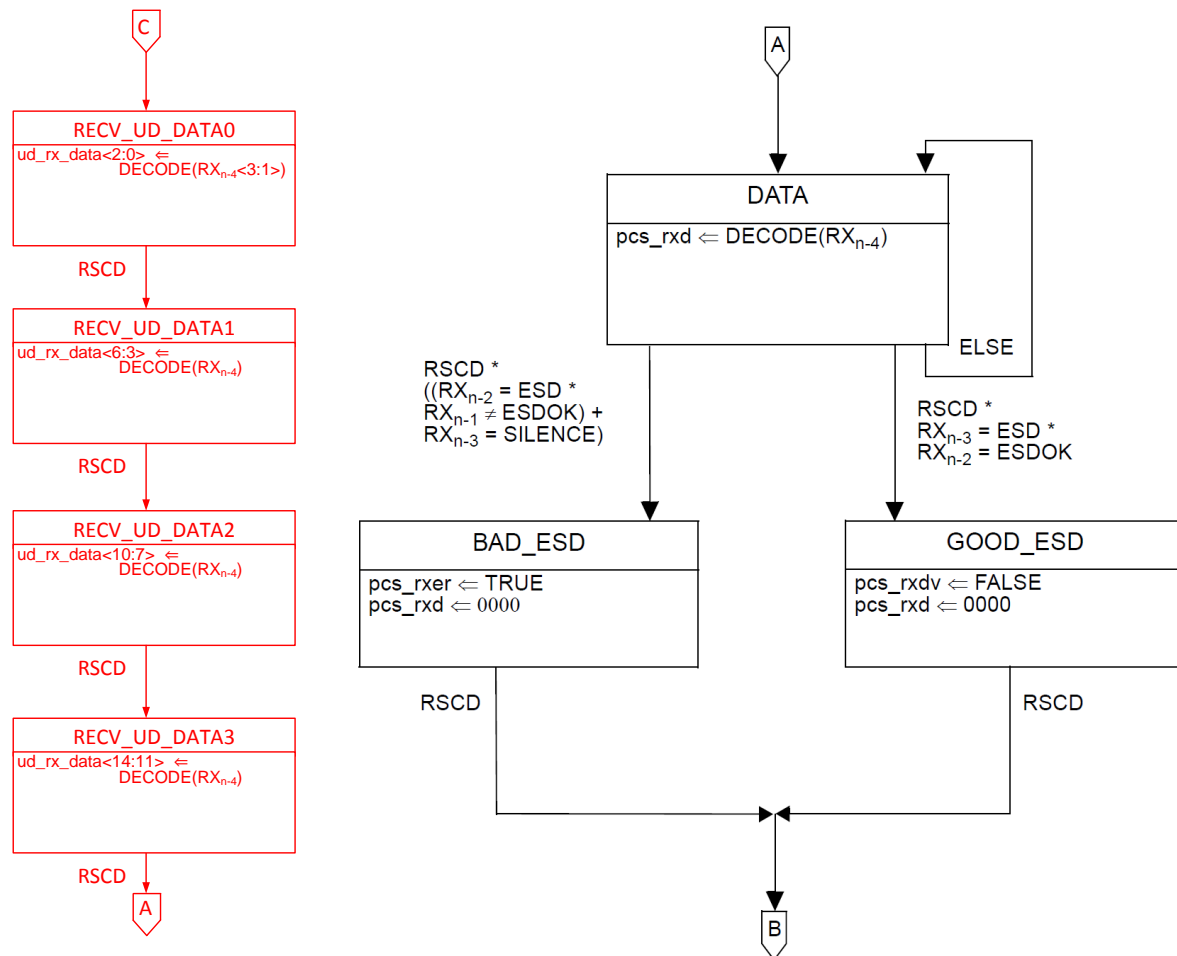 C
RECV_UD_DATA0
ud_rx_data<2:0> ⇐
DECODE(RXn-4<3:1>)
RSCD
RECV_UD_DATA1
ud_rx_data<6:3> ⇐
DECODE(RXn-4)
RSCD
RECV_UD_DATA2
ud_rx_data<10:7> ⇐
DECODE(RXn-4)
RSCD
RECV_UD_DATA3
ud_rx_data<14:11> ⇐
DECODE(RXn-4)
RSCD
A
A
DATA
pcs_rxd ⇐ DECODE(RXn-4)
ELSE
RSCD *
((RXn-2 = ESD *
RXn-1 ≠ ESDOK) +
RXn-3 = SILENCE)
RSCD *
RXn-3 = ESD *
RXn-2 = ESDOK
BAD_ESD
pcs_rxer ⇐ TRUE
pcs_rxd ⇐ 0000
RSCD
GOOD_ESD
pcs_rxdv ⇐ FALSE
pcs_rxd ⇐ 0000
RSCD
B